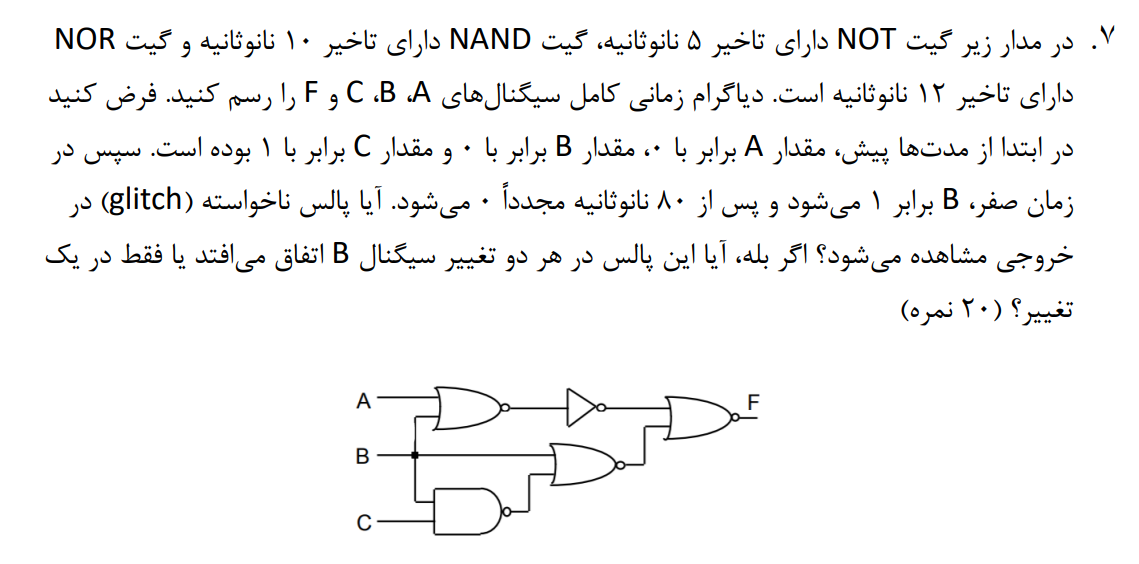 ۷. در مدار زیر گیت NOT دارای تاخیر ۵ نانوثانیه، گیت NAND دارای تاخیر ۱۰ نانوثانیه و گیت NOR
دارای تاخیر ۱۲ نانوثانیه است. دیاگرام زمانی کامل سیگنال‌های A، B، C و F را رسم کنید. فرض کنید
در ابتدا از مدت‌ها پیش، مقدار A برابر با ۰، مقدار B برابر با ۰ و مقدار C برابر با ۱ بوده است. سپس در
زمان صفر، B برابر ۱ می‌شود و پس از ۸۰ نانوثانیه مجدداً ۰ می‌شود. آیا پالس ناخواسته (glitch) در
خروجی مشاهده می‌شود؟ اگر بله، آیا این پالس در هر دو تغییر سیگنال B اتفاق می‌افتد یا فقط در یک
تغییر؟ (۲۰ نمره)
A
F
B
C